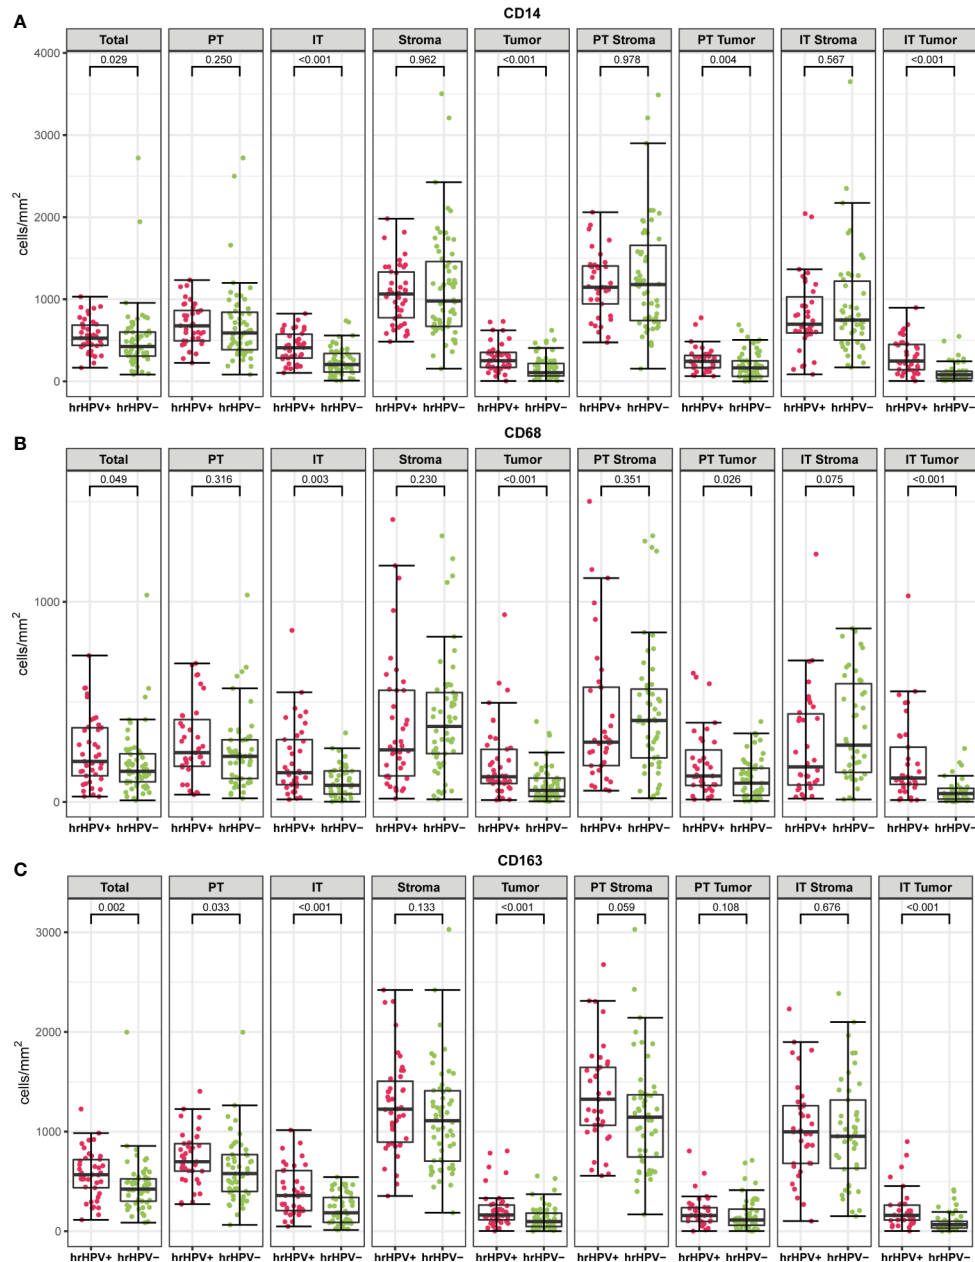 A
CD14
Total PT IT Stroma Tumor PT Stroma PT Tumor IT Stroma IT Tumor
0.029 0.250 <0.001 0.962 <0.001 0.978 0.004 0.567 <0.001
4000
3000
cells/mm²
2000
1000
0
hrHPV+ hrHPV− hrHPV+ hrHPV− hrHPV+ hrHPV− hrHPV+ hrHPV− hrHPV+ hrHPV− hrHPV+ hrHPV− hrHPV+ hrHPV− hrHPV+ hrHPV− hrHPV+ hrHPV−
B
CD68
Total PT IT Stroma Tumor PT Stroma PT Tumor IT Stroma IT Tumor
0.049 0.316 0.003 0.230 <0.001 0.351 0.026 0.075 <0.001
1000
cells/mm²
0
hrHPV+ hrHPV− hrHPV+ hrHPV− hrHPV+ hrHPV− hrHPV+ hrHPV− hrHPV+ hrHPV− hrHPV+ hrHPV− hrHPV+ hrHPV− hrHPV+ hrHPV− hrHPV+ hrHPV−
C
CD163
Total PT IT Stroma Tumor PT Stroma PT Tumor IT Stroma IT Tumor
0.002 0.033 <0.001 0.133 <0.001 0.059 0.108 0.676 <0.001
3000
2000
cells/mm²
1000
0
hrHPV+ hrHPV− hrHPV+ hrHPV− hrHPV+ hrHPV− hrHPV+ hrHPV− hrHPV+ hrHPV− hrHPV+ hrHPV− hrHPV+ hrHPV− hrHPV+ hrHPV− hrHPV+ hrHPV−